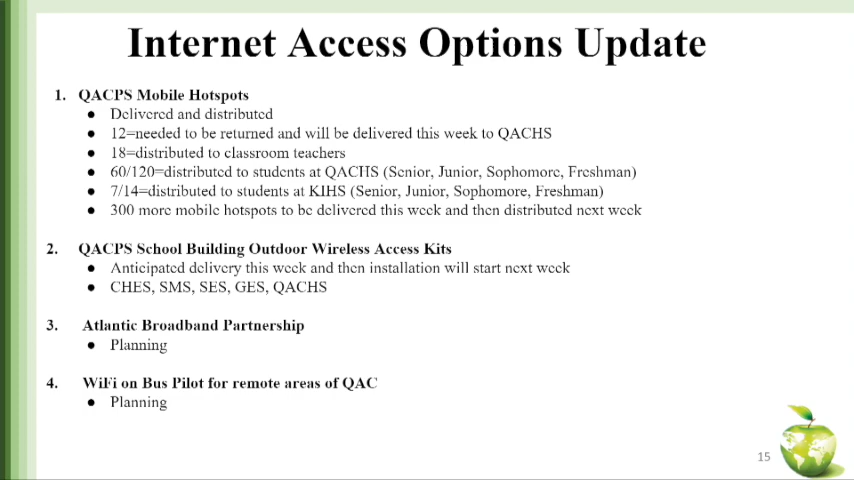 Internet Access Options Update
1. QACPS Mobile Hotspots
● Delivered and distributed
● 12=needed to be returned and will be delivered this week to QACHS
● 18=distributed to classroom teachers
● 60/120=distributed to students at QACHS (Senior, Junior, Sophomore, Freshman)
● 7/14=distributed to students at KIHS (Senior, Junior, Sophomore, Freshman)
● 300 more mobile hotspots to be delivered this week and then distributed next week
2. QACPS School Building Outdoor Wireless Access Kits
● Anticipated delivery this week and then installation will start next week
● CHES, SMS, SES, GES, QACHS
3. Atlantic Broadband Partnership
● Planning
4. WiFi on Bus Pilot for remote areas of QAC
● Planning
15